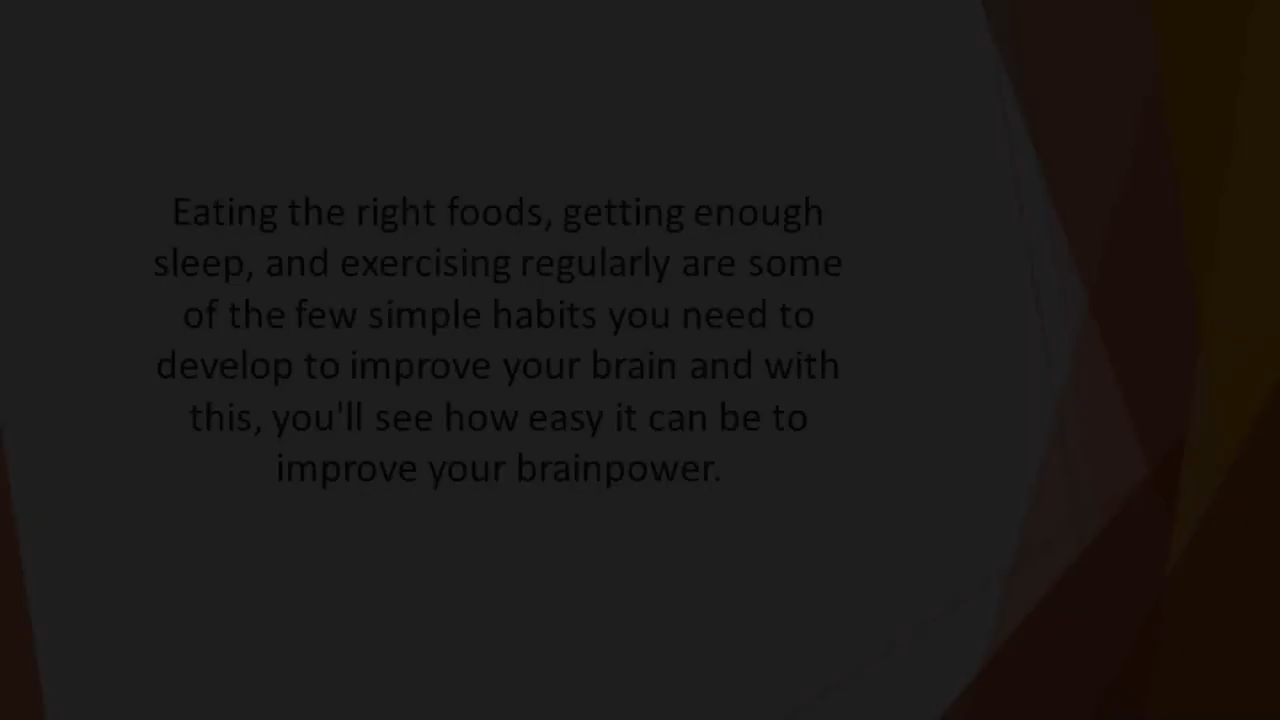 Eating the right foods, getting enough
sleep, and exercising regularly are some
of the few simple habits you need to
develop to improve your brain and with
this, you'll see how easy it can be to
improve your brainpower.